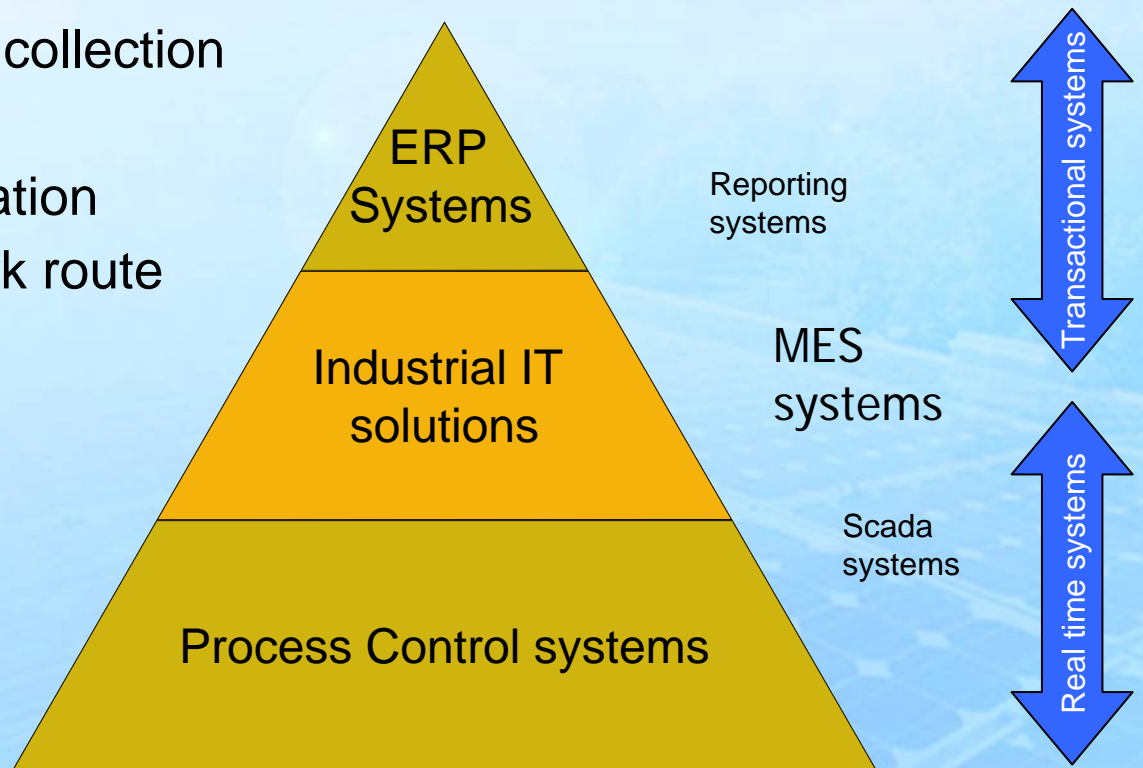 collection
ation
k route
ERP
Systems
Industrial IT
solutions
Process Control systems
Reporting
systems
MES
systems
Scada
systems
Transactional systems
Real time systems